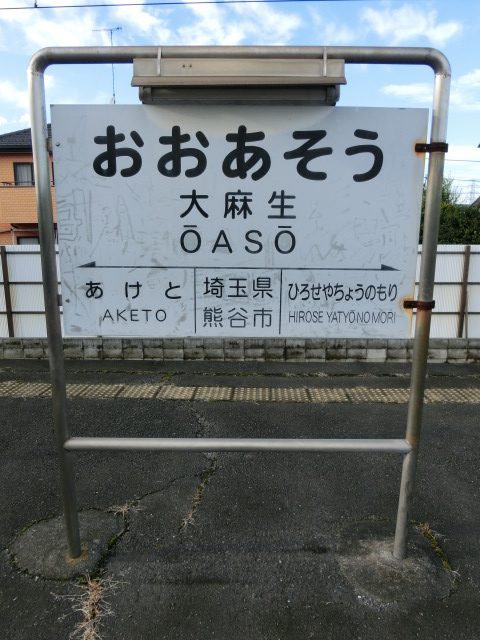 おおあそう
大麻生
ŌASŌ
あけと
AKETO
埼玉県
熊谷市
ひろせやちょうのもり
HIROSE YATYŌ NO MORI